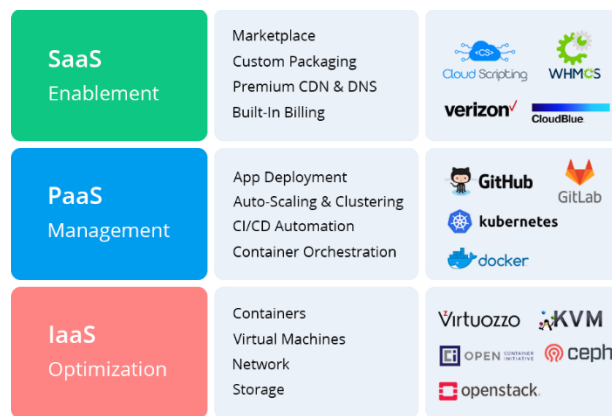 SaaS
Enablement
Marketplace
Custom Packaging
Premium CDN & DNS
Built-In Billing
<CS>
Cloud Scripting
WHMCS
verizon
CloudBlue
PaaS
Management
App Deployment
Auto-Scaling & Clustering
CI/CD Automation
Container Orchestration
GitHub
GitLab
kubernetes
docker
IaaS
Optimization
Containers
Virtual Machines
Network
Storage
Virtuozzo
KVM
OPEN CONTAINER INITIATIVE
ceph
openstack.